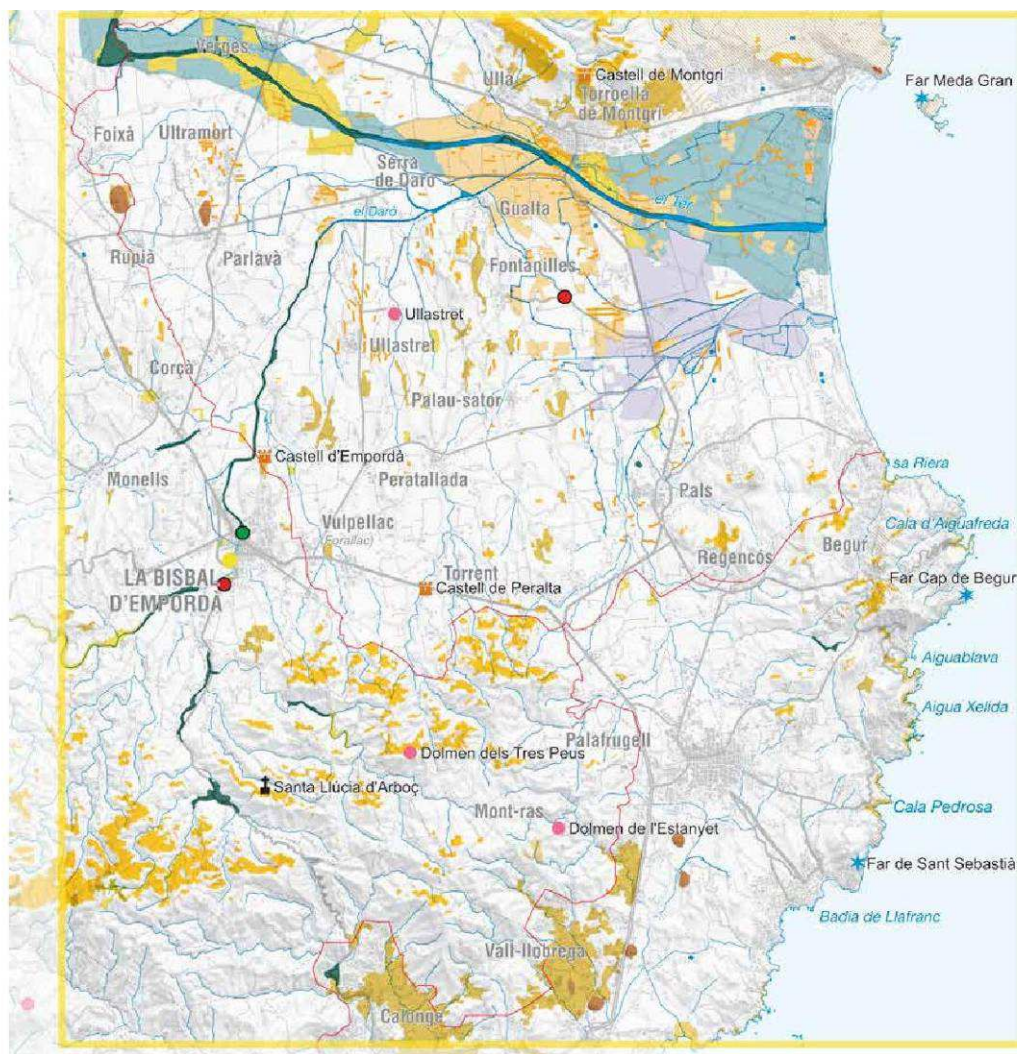 Verges
Ulla
Castell de Montgrí
Torroella
de Montgrí
Far Meda Gran
Foixà
Ultramort
Serra
de Daró
el Ter
el Daró
Gualta
Rupià
Parlavà
Fontanilles
Ullastret
Ullastret
Corçà
Palau-sator
Castell d'Empordà
sa Riera
Monells
Peratallada
Pals
Vulpellac
(Forallac)
Cala d'Aiguafreda
Regencós
Begur
LA BISBAL
D'EMPORDÀ
Torrent
Castell de Peralta
Far Cap de Begur
Aiguablava
Aigua Xelida
Palafrugell
Dolmen dels Tres Peus
Santa Llúcia d'Arboç
Mont-ras
Cala Pedrosa
Dolmen de l'Estanyet
Far de Sant Sebastià
Badia de Llafranc
Vall-llobrega
Calonge